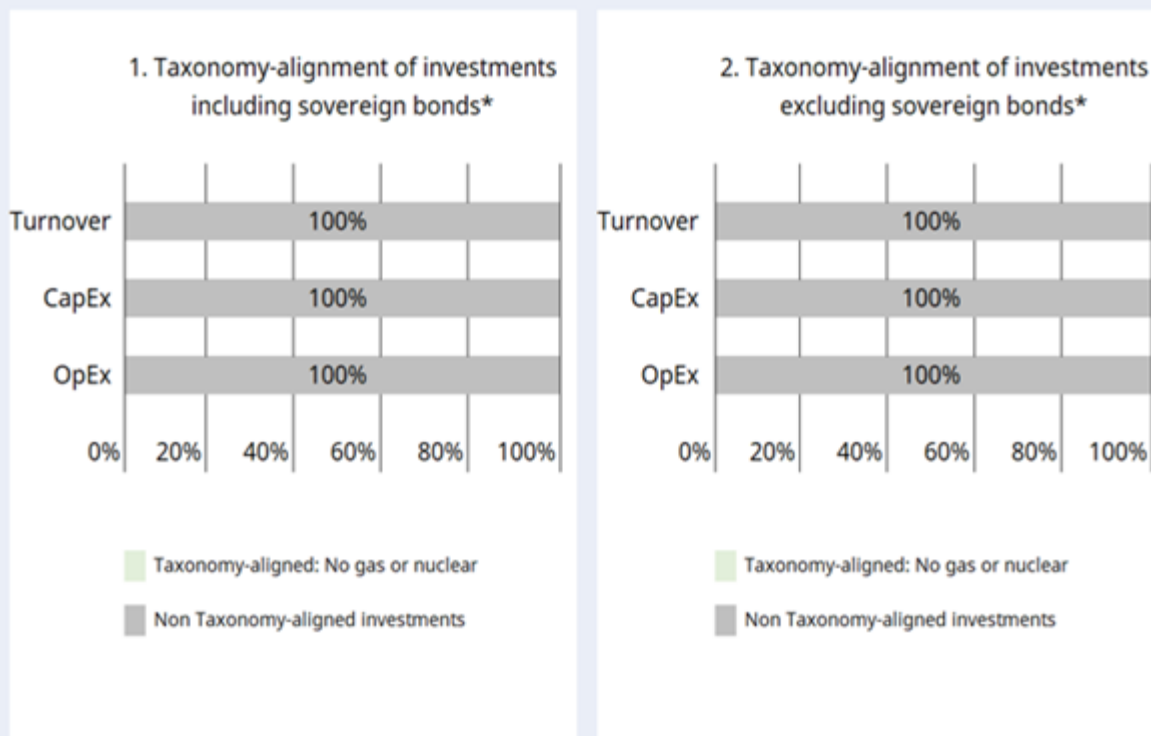 1. Taxonomy-alignment of investments
including sovereign bonds*
Turnover 100%
CapEx 100%
OpEx 100%
0% 20% 40% 60% 80% 100%
Taxonomy-aligned: No gas or nuclear
Non Taxonomy-aligned investments
2. Taxonomy-alignment of investments
excluding sovereign bonds*
Turnover 100%
CapEx 100%
OpEx 100%
0% 20% 40% 60% 80% 100%
Taxonomy-aligned: No gas or nuclear
Non Taxonomy-aligned investments